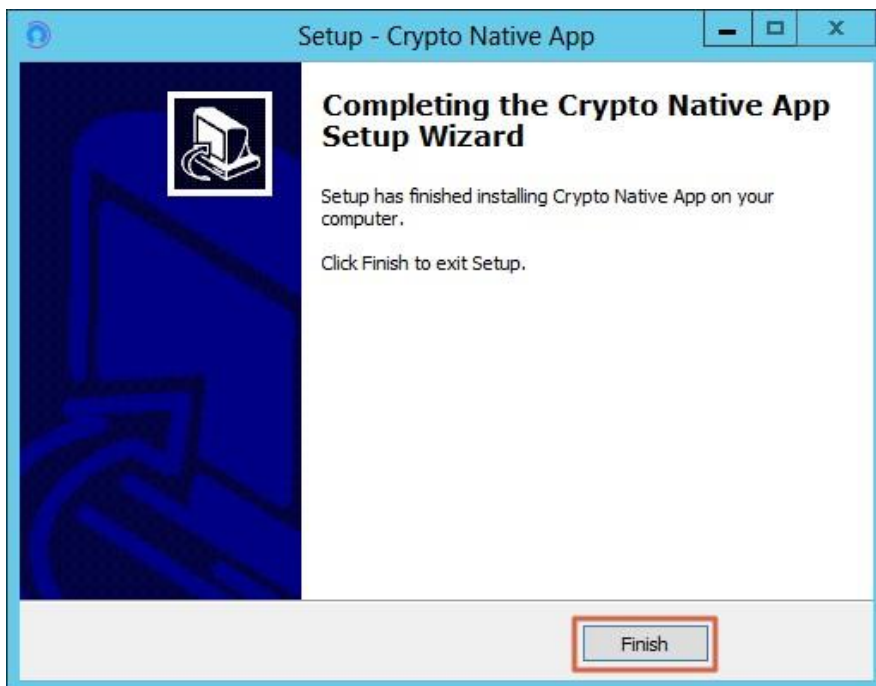 Setup - Crypto Native App
Completing the Crypto Native App
Setup Wizard
Setup has finished installing Crypto Native App on your
computer.
Click Finish to exit Setup.
Finish